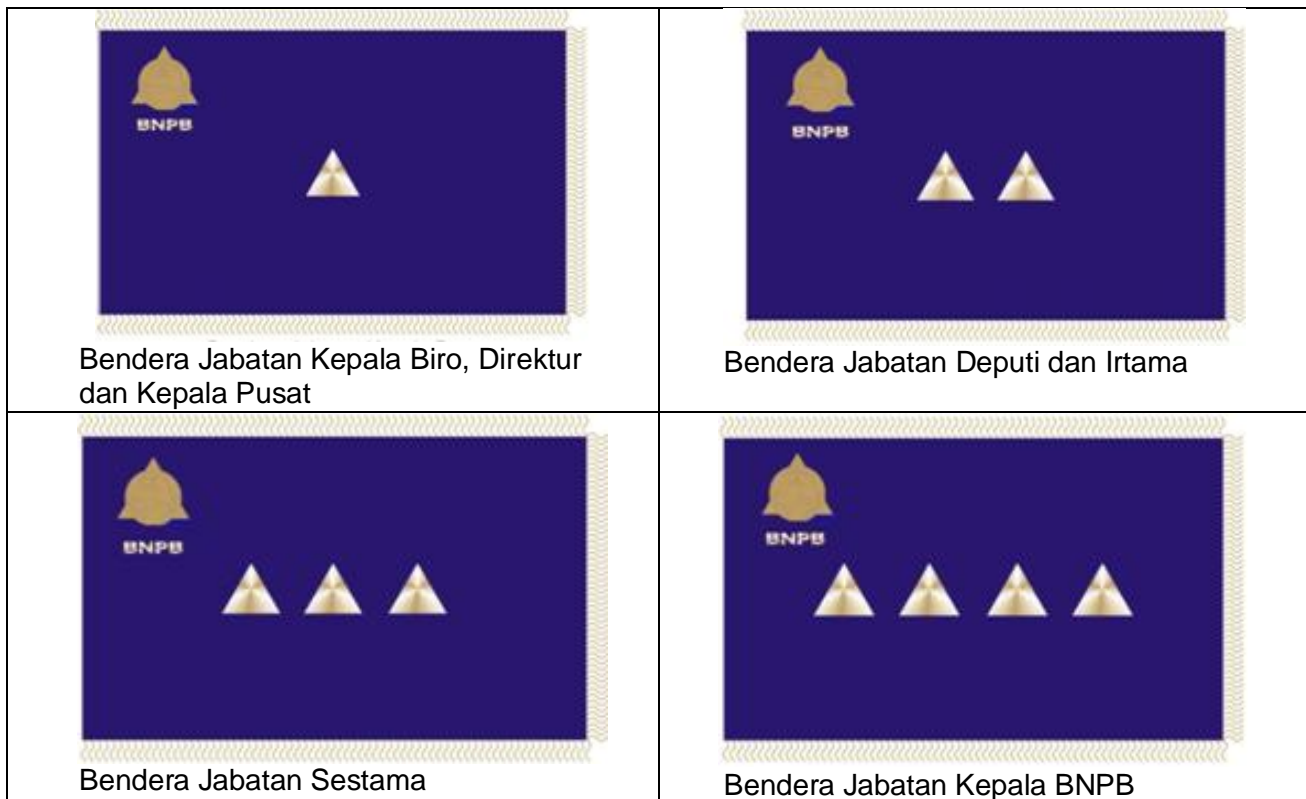 BNPB
Bendera Jabatan Kepala Biro, Direktur
dan Kepala Pusat
BNPB
Bendera Jabatan Deputi dan Irtama
BNPB
Bendera Jabatan Sestama
BNPB
Bendera Jabatan Kepala BNPB